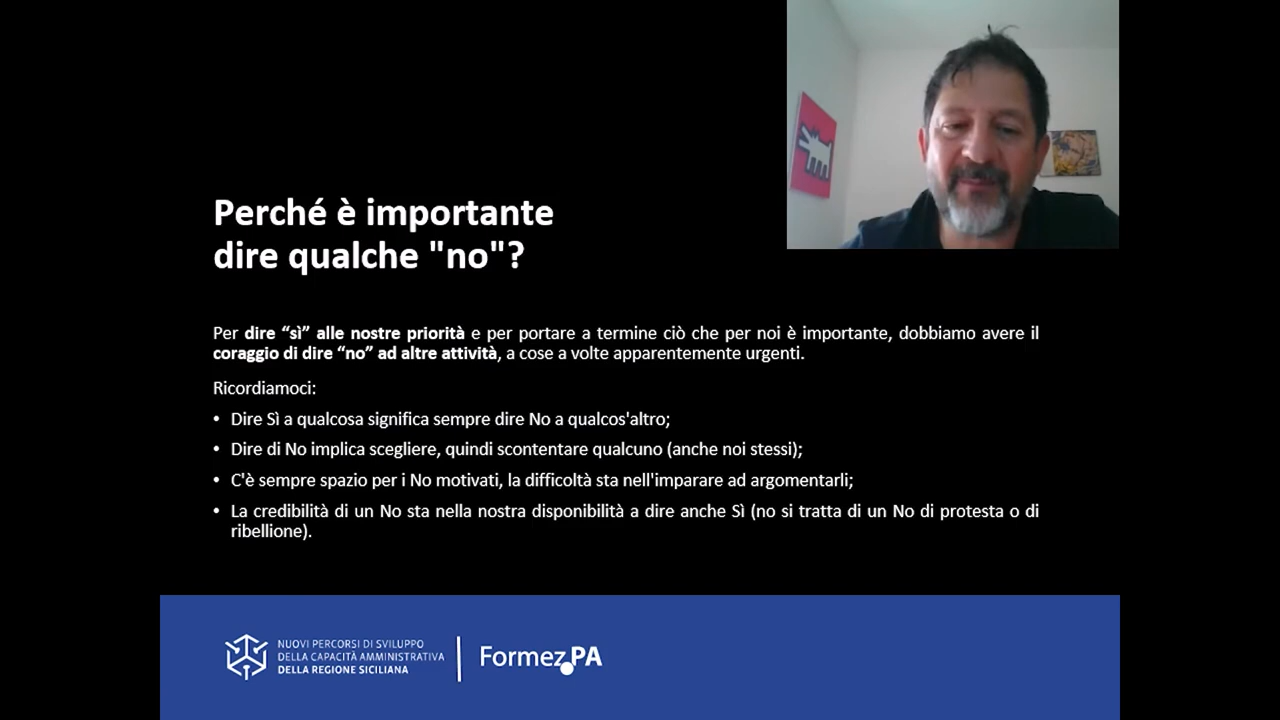 Perché è importante
dire qualche "no"?
Per dire “sì” alle nostre priorità e per portare a termine ciò che per noi è importante, dobbiamo avere il
coraggio di dire “no” ad altre attività, a cose a volte apparentemente urgenti.
Ricordiamoci:
• Dire Sì a qualcosa significa sempre dire No a qualcos'altro;
• Dire di No implica scegliere, quindi scontentare qualcuno (anche noi stessi);
• C'è sempre spazio per i No motivati, la difficoltà sta nell'imparare ad argomentarli;
• La credibilità di un No sta nella nostra disponibilità a dire anche Sì (no si tratta di un No di protesta o di
ribellione).
NUOVI PERCORSI DI SVILUPPO
DELLA CAPACITÀ AMMINISTRATIVA
DELLA REGIONE SICILIANA
Formez PA